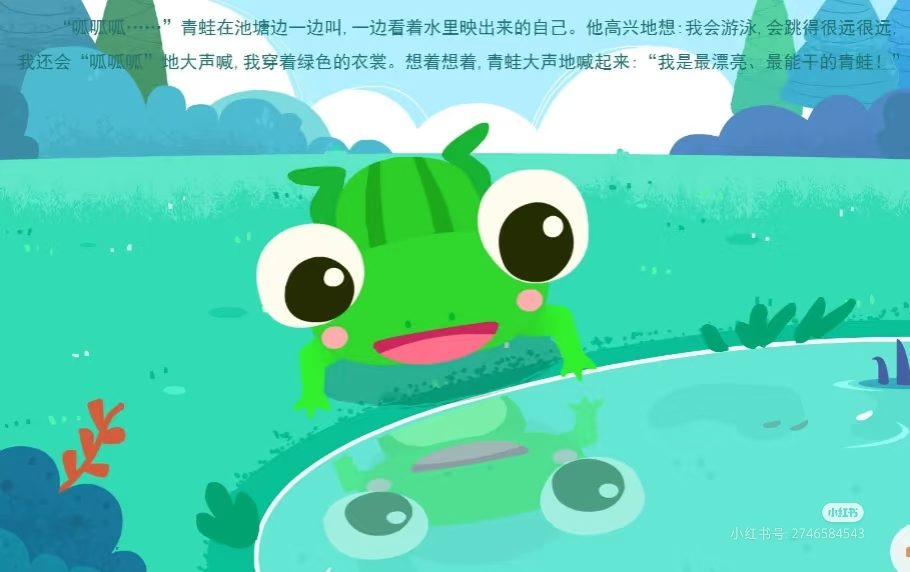 “呱呱呱……”青蛙在池塘边一边叫，一边看着水里映出来的自己。他高兴地想：我会游泳，会跳得很远很远，
我还会“呱呱呱”地大声喊，我穿着绿色的衣裳。想着想着，青蛙大声地喊起来：“我是最漂亮、最能干的青蛙！”
小红书
小红书号: 2746584543